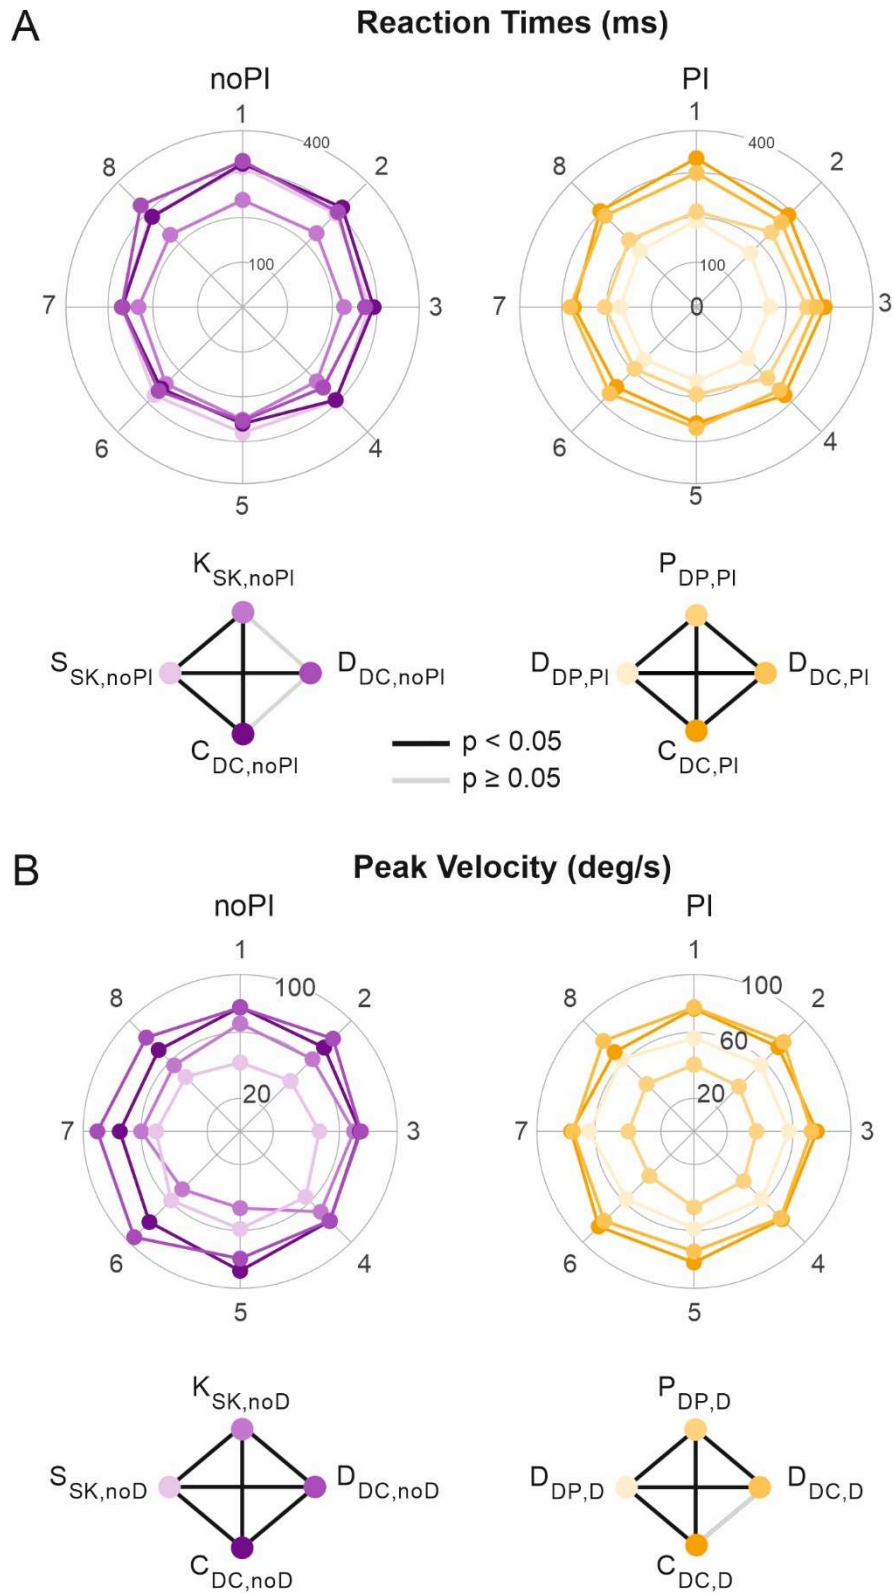 A
Reaction Times (ms)
noPI
PI
1
1
400
400
8
2
8
2
100
100
7
3
7
0
3
6
4
6
4
5
5
K SK,noPI
P DP,PI
S SK,noPI
D DC,noPI
D DP,PI
D DC,PI
C DC,noPI
C DC,PI
p < 0.05
p ≥ 0.05
B
Peak Velocity (deg/s)
noPI
PI
1
1
100
100
8
2
8
2
60
20
20
7
3
7
3
6
4
6
4
5
5
K SK,noD
P DP,D
S SK,noD
D DC,noD
D DP,D
D DC,D
C DC,noD
C DC,D